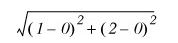 √((1−0)² + (2−0)²)